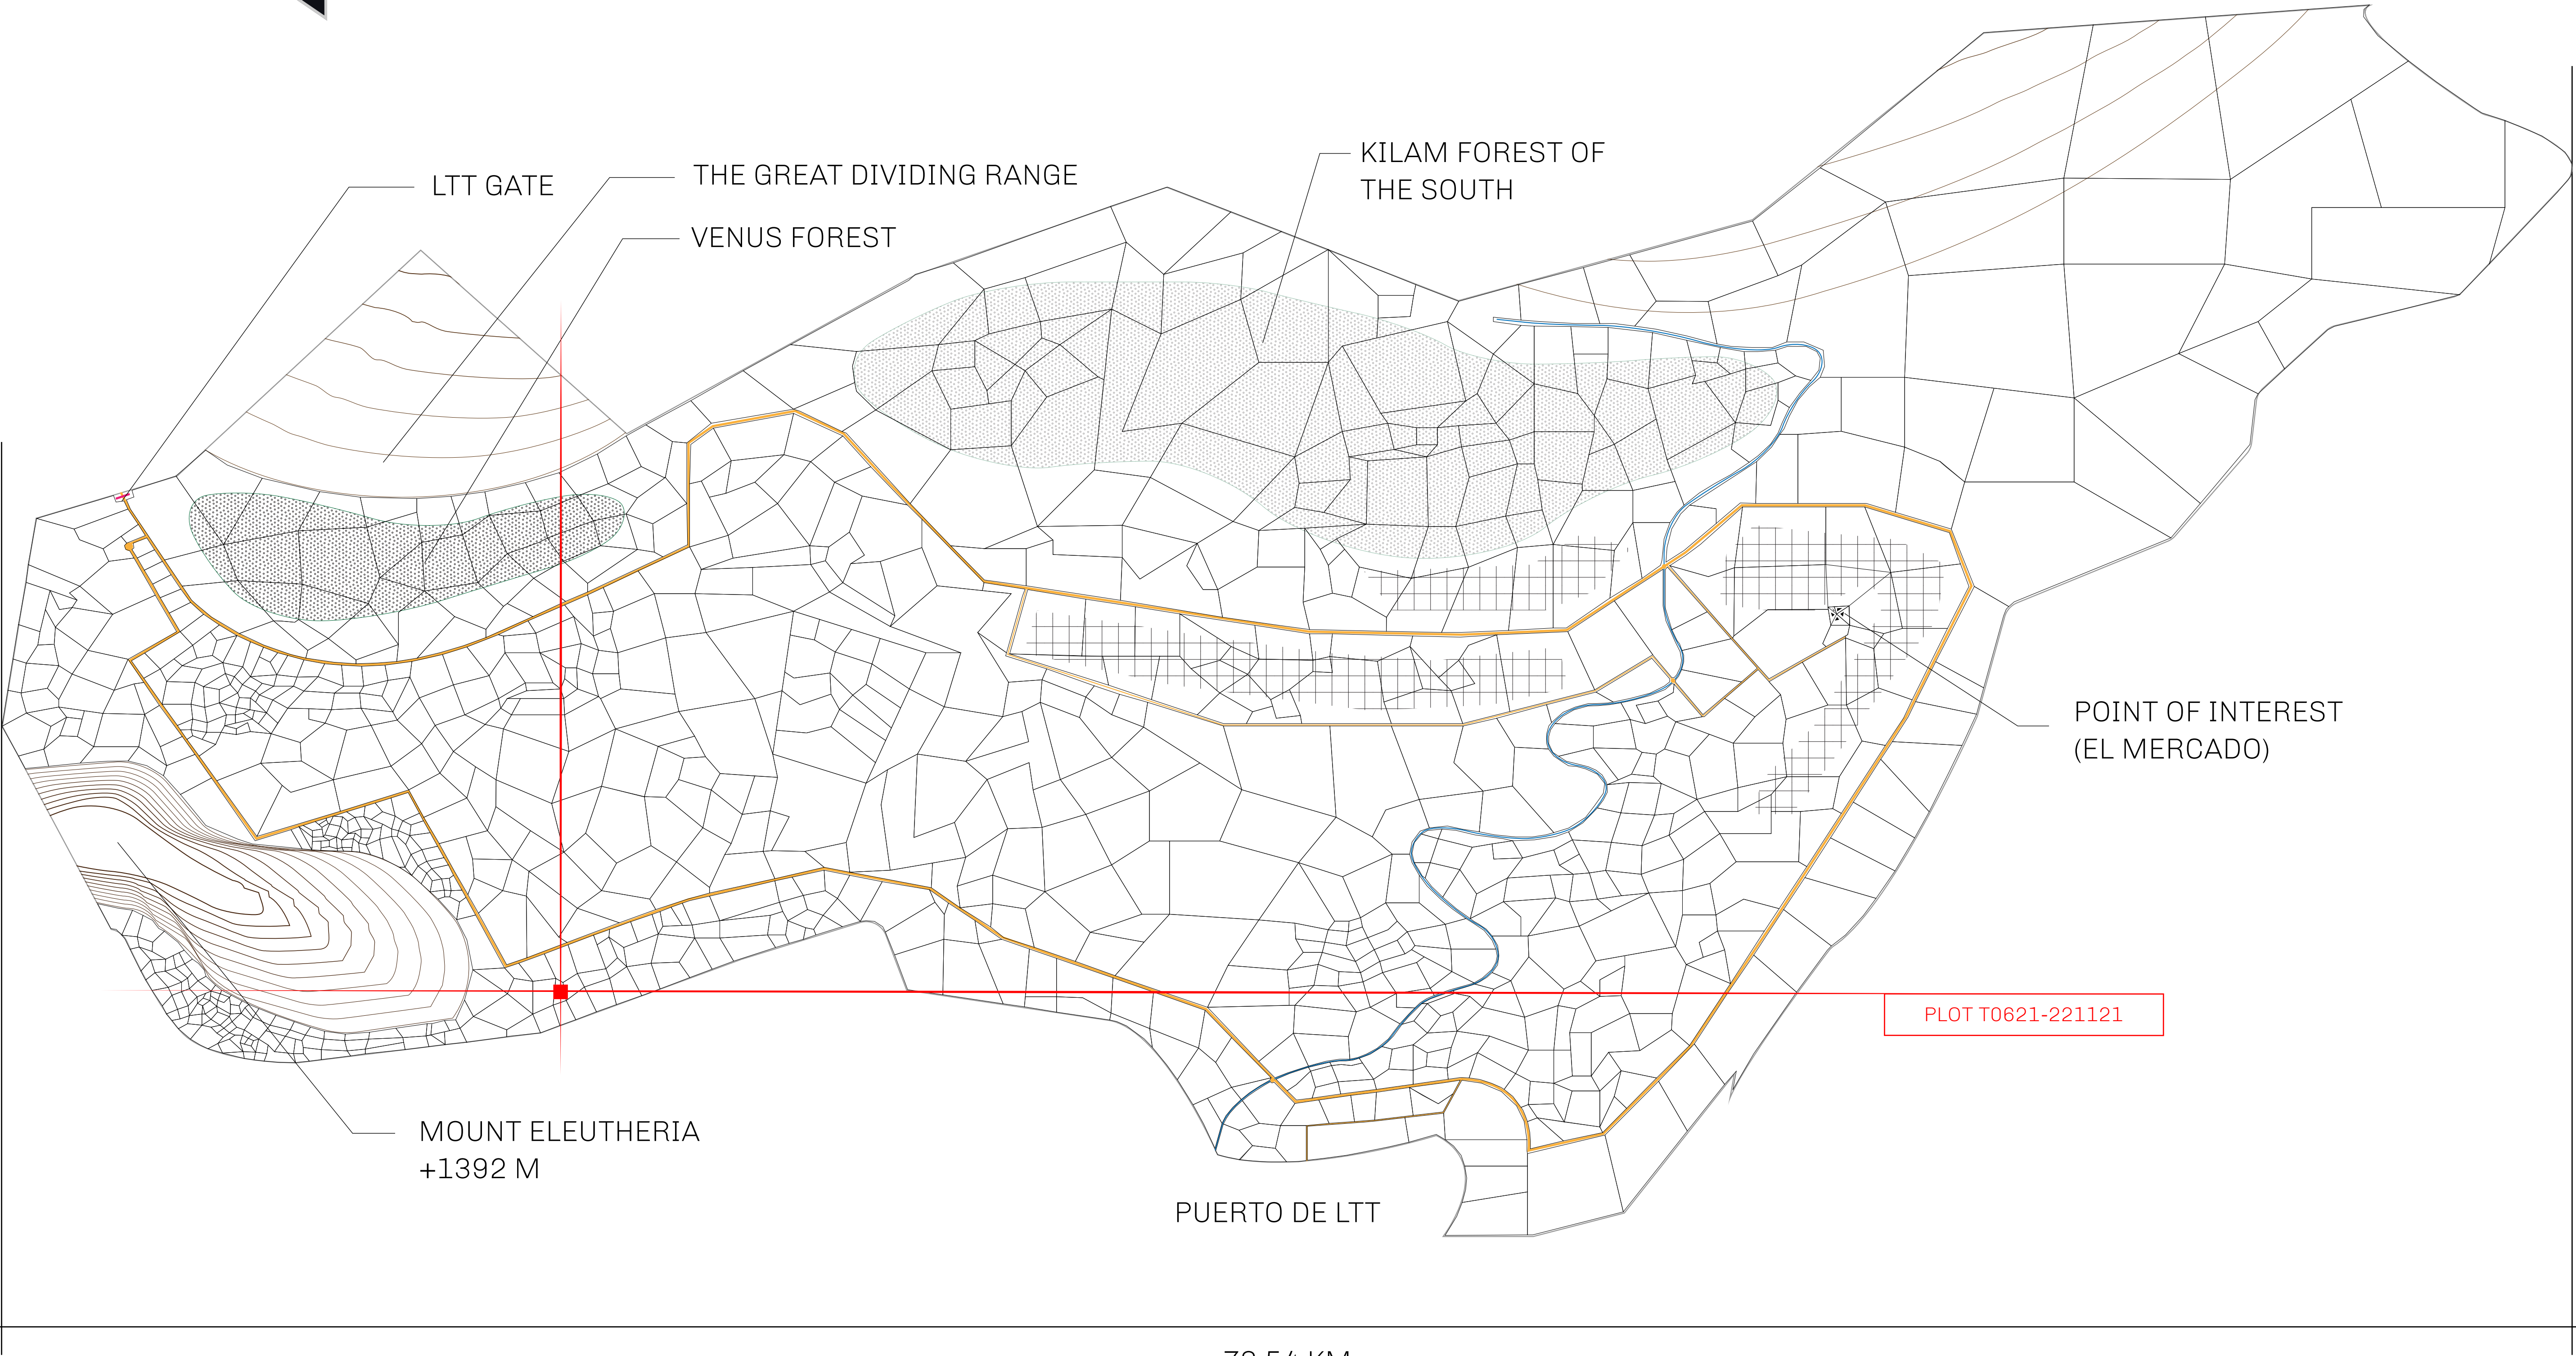 KILAM FOREST OF
THE SOUTH
LTT GATE
THE GREAT DIVIDING RANGE
VENUS FOREST
POINT OF INTEREST
(EL MERCADO)
PLOT T0621-221121
MOUNT ELEUTHERIA
+1392 M
PUERTO DE LTT
KM